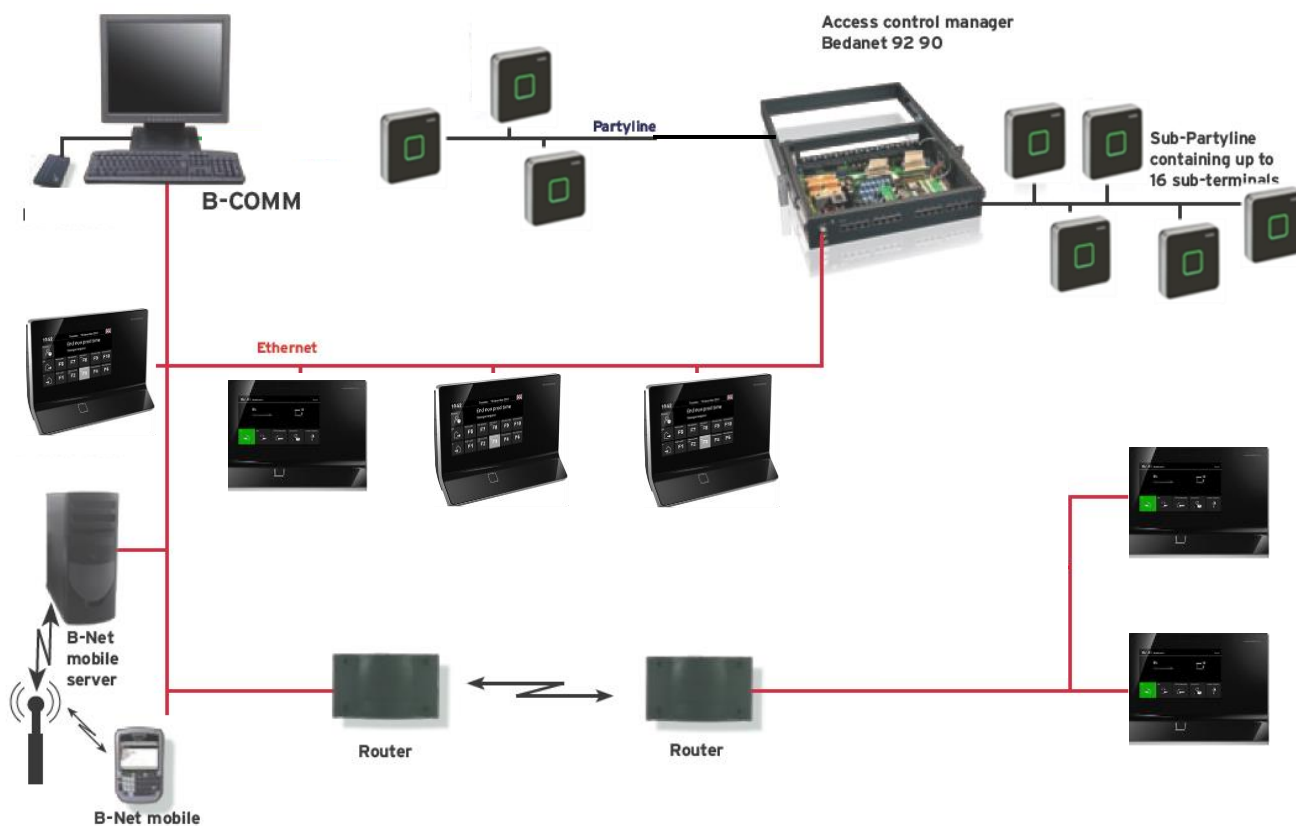 Access control manager
Bedanet 92 90
Partyline
Sub-Partyline
containing up to
16 sub-terminals
B-COMM
Ethernet
B-Net
mobile
server
Router
Router
B-Net mobile